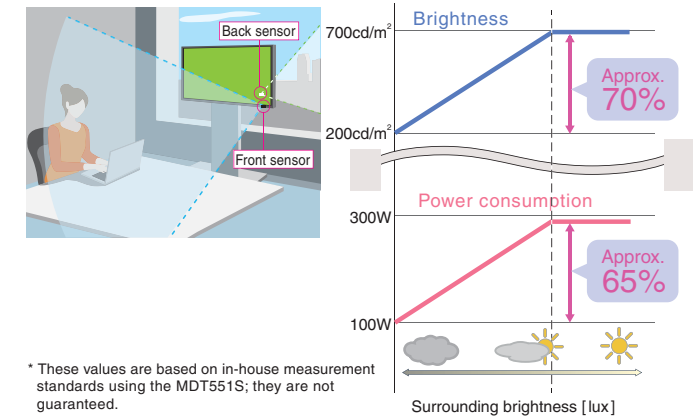 Back sensor
Front sensor
700cd/m²
Brightness
Approx.
70%
200cd/m²
Power consumption
300W
Approx.
65%
100W
Surrounding brightness [lux]
* These values are based on in-house measurement
standards using the MDT551S; they are not
guaranteed.